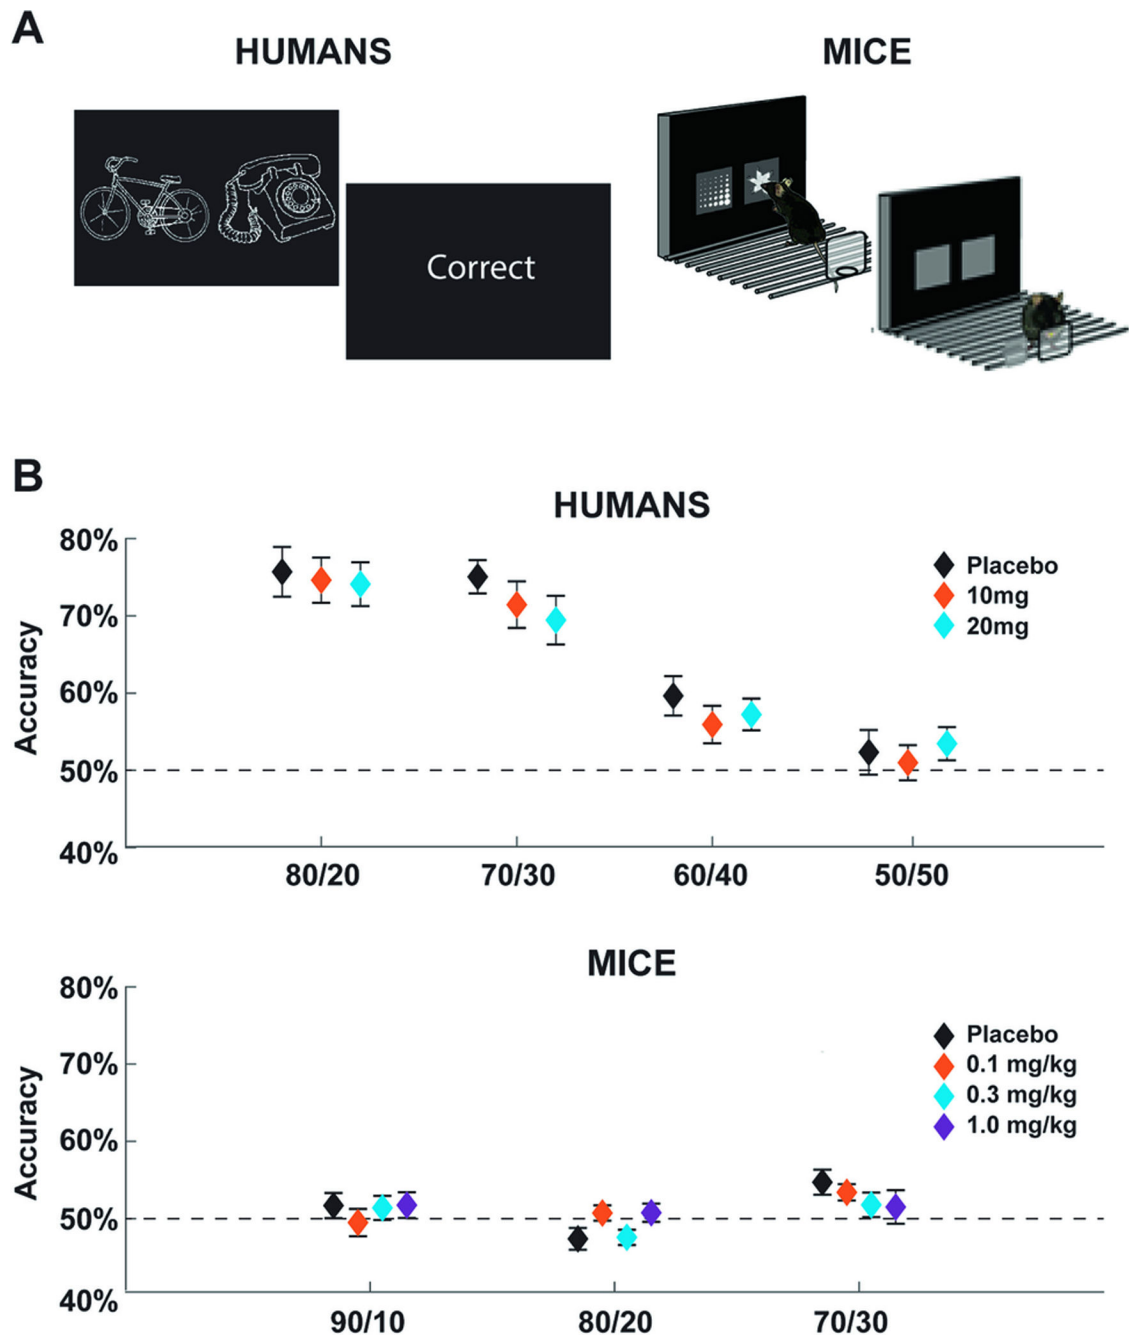 A
HUMANS
MICE
Correct
B
HUMANS
80%
70%
60%
50%
40%
Accuracy
Placebo
10mg
20mg
80/20
70/30
60/40
50/50
MICE
80%
70%
60%
50%
40%
Accuracy
Placebo
0.1 mg/kg
0.3 mg/kg
1.0 mg/kg
90/10
80/20
70/30